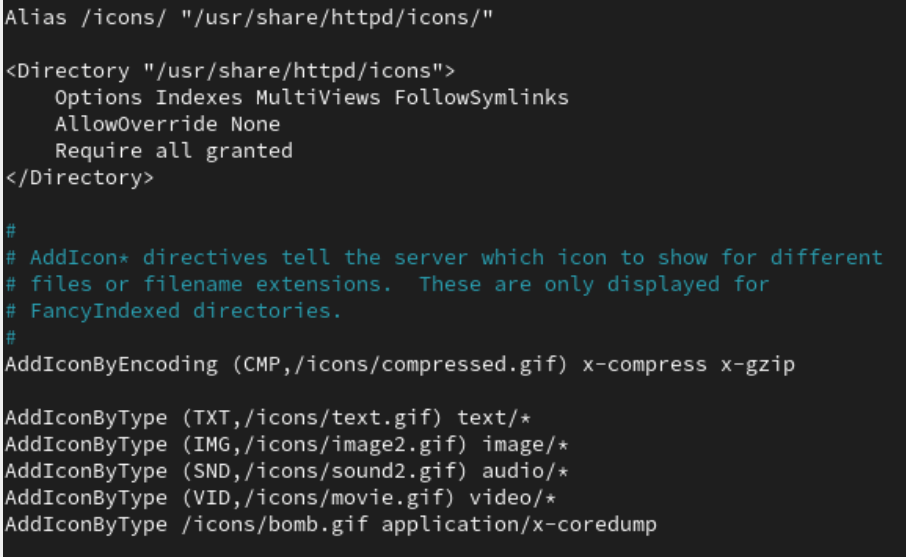 Alias /icons/ "/usr/share/httpd/icons/"
<Directory "/usr/share/httpd/icons">
    Options Indexes MultiViews FollowSymlinks
    AllowOverride None
    Require all granted
</Directory>
#
# AddIcon* directives tell the server which icon to show for different
# files or filename extensions.  These are only displayed for
# FancyIndexed directories.
#
AddIconByEncoding (CMP,/icons/compressed.gif) x-compress x-gzip
AddIconByType (TXT,/icons/text.gif) text/*
AddIconByType (IMG,/icons/image2.gif) image/*
AddIconByType (SND,/icons/sound2.gif) audio/*
AddIconByType (VID,/icons/movie.gif) video/*
AddIconByType /icons/bomb.gif application/x-coredump